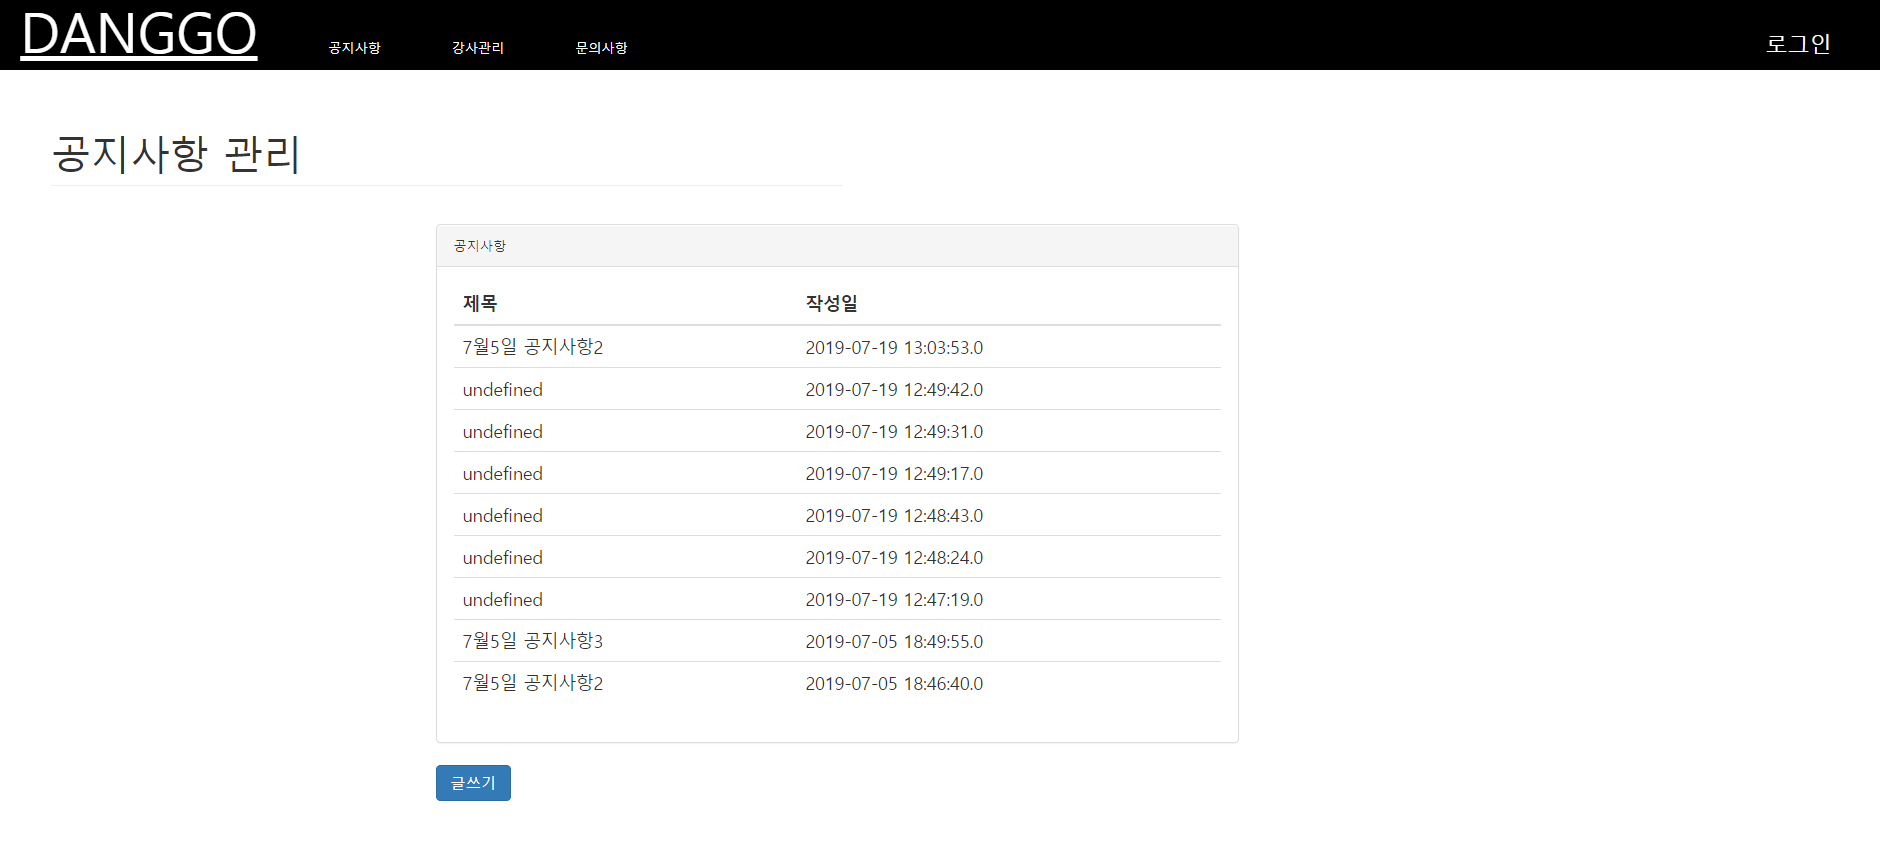 DANGGO 공지사항 강사관리 문의사항 로그인
공지사항 관리
공지사항
제목 작성일
7월5일 공지사항2 2019-07-19 13:03:53.0
undefined 2019-07-19 12:49:42.0
undefined 2019-07-19 12:49:31.0
undefined 2019-07-19 12:49:17.0
undefined 2019-07-19 12:48:43.0
undefined 2019-07-19 12:48:24.0
undefined 2019-07-19 12:47:19.0
7월5일 공지사항3 2019-07-05 18:49:55.0
7월5일 공지사항2 2019-07-05 18:46:40.0
글쓰기